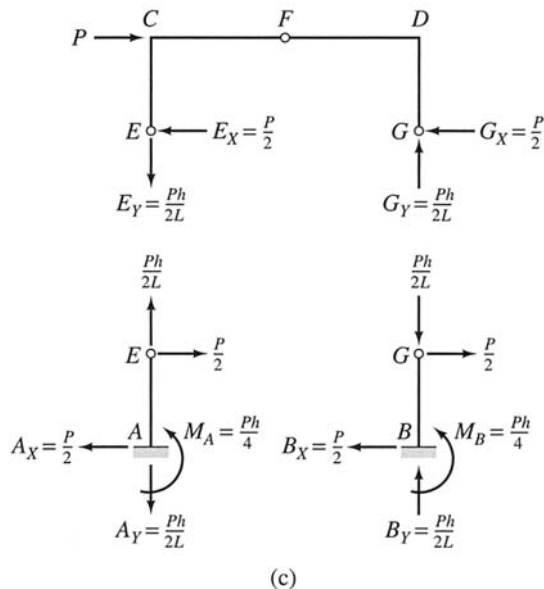 C F D
P
E E_X = P/2 G G_X = P/2
E_Y = Ph/2L G_Y = Ph/2L
Ph/2L Ph/2L
E P/2 G P/2
A_X = P/2 A M_A = Ph/4 B_X = P/2 B M_B = Ph/4
A_Y = Ph/2L B_Y = Ph/2L
(c)